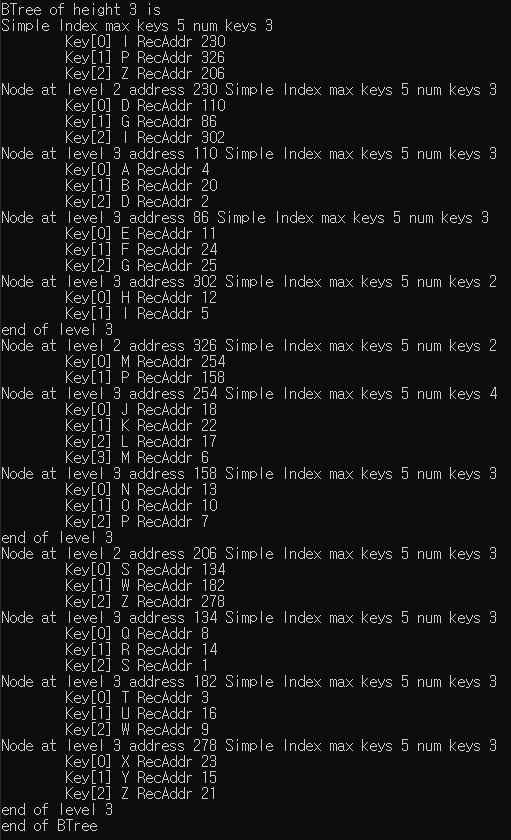 BTree of height 3 is
Simple Index max keys 5 num keys 3
Key[0] I RecAddr 230
Key[1] P RecAddr 326
Key[2] Z RecAddr 206
Node at level 2 address 230 Simple Index max keys 5 num keys 3
Key[0] D RecAddr 110
Key[1] G RecAddr 86
Key[2] I RecAddr 302
Node at level 3 address 110 Simple Index max keys 5 num keys 3
Key[0] A RecAddr 4
Key[1] B RecAddr 20
Key[2] D RecAddr 2
Node at level 3 address 86 Simple Index max keys 5 num keys 3
Key[0] E RecAddr 11
Key[1] F RecAddr 24
Key[2] G RecAddr 25
Node at level 3 address 302 Simple Index max keys 5 num keys 2
Key[0] H RecAddr 12
Key[1] I RecAddr 5
end of level 3
Node at level 2 address 326 Simple Index max keys 5 num keys 2
Key[0] M RecAddr 254
Key[1] P RecAddr 158
Node at level 3 address 254 Simple Index max keys 5 num keys 4
Key[0] J RecAddr 18
Key[1] K RecAddr 22
Key[2] L RecAddr 17
Key[3] M RecAddr 6
Node at level 3 address 158 Simple Index max keys 5 num keys 3
Key[0] N RecAddr 13
Key[1] O RecAddr 10
Key[2] P RecAddr 7
end of level 3
Node at level 2 address 206 Simple Index max keys 5 num keys 3
Key[0] S RecAddr 134
Key[1] W RecAddr 182
Key[2] Z RecAddr 278
Node at level 3 address 134 Simple Index max keys 5 num keys 3
Key[0] Q RecAddr 8
Key[1] R RecAddr 14
Key[2] S RecAddr 1
Node at level 3 address 182 Simple Index max keys 5 num keys 3
Key[0] T RecAddr 3
Key[1] U RecAddr 16
Key[2] W RecAddr 9
Node at level 3 address 278 Simple Index max keys 5 num keys 3
Key[0] X RecAddr 23
Key[1] Y RecAddr 15
Key[2] Z RecAddr 21
end of level 3
end of BTree